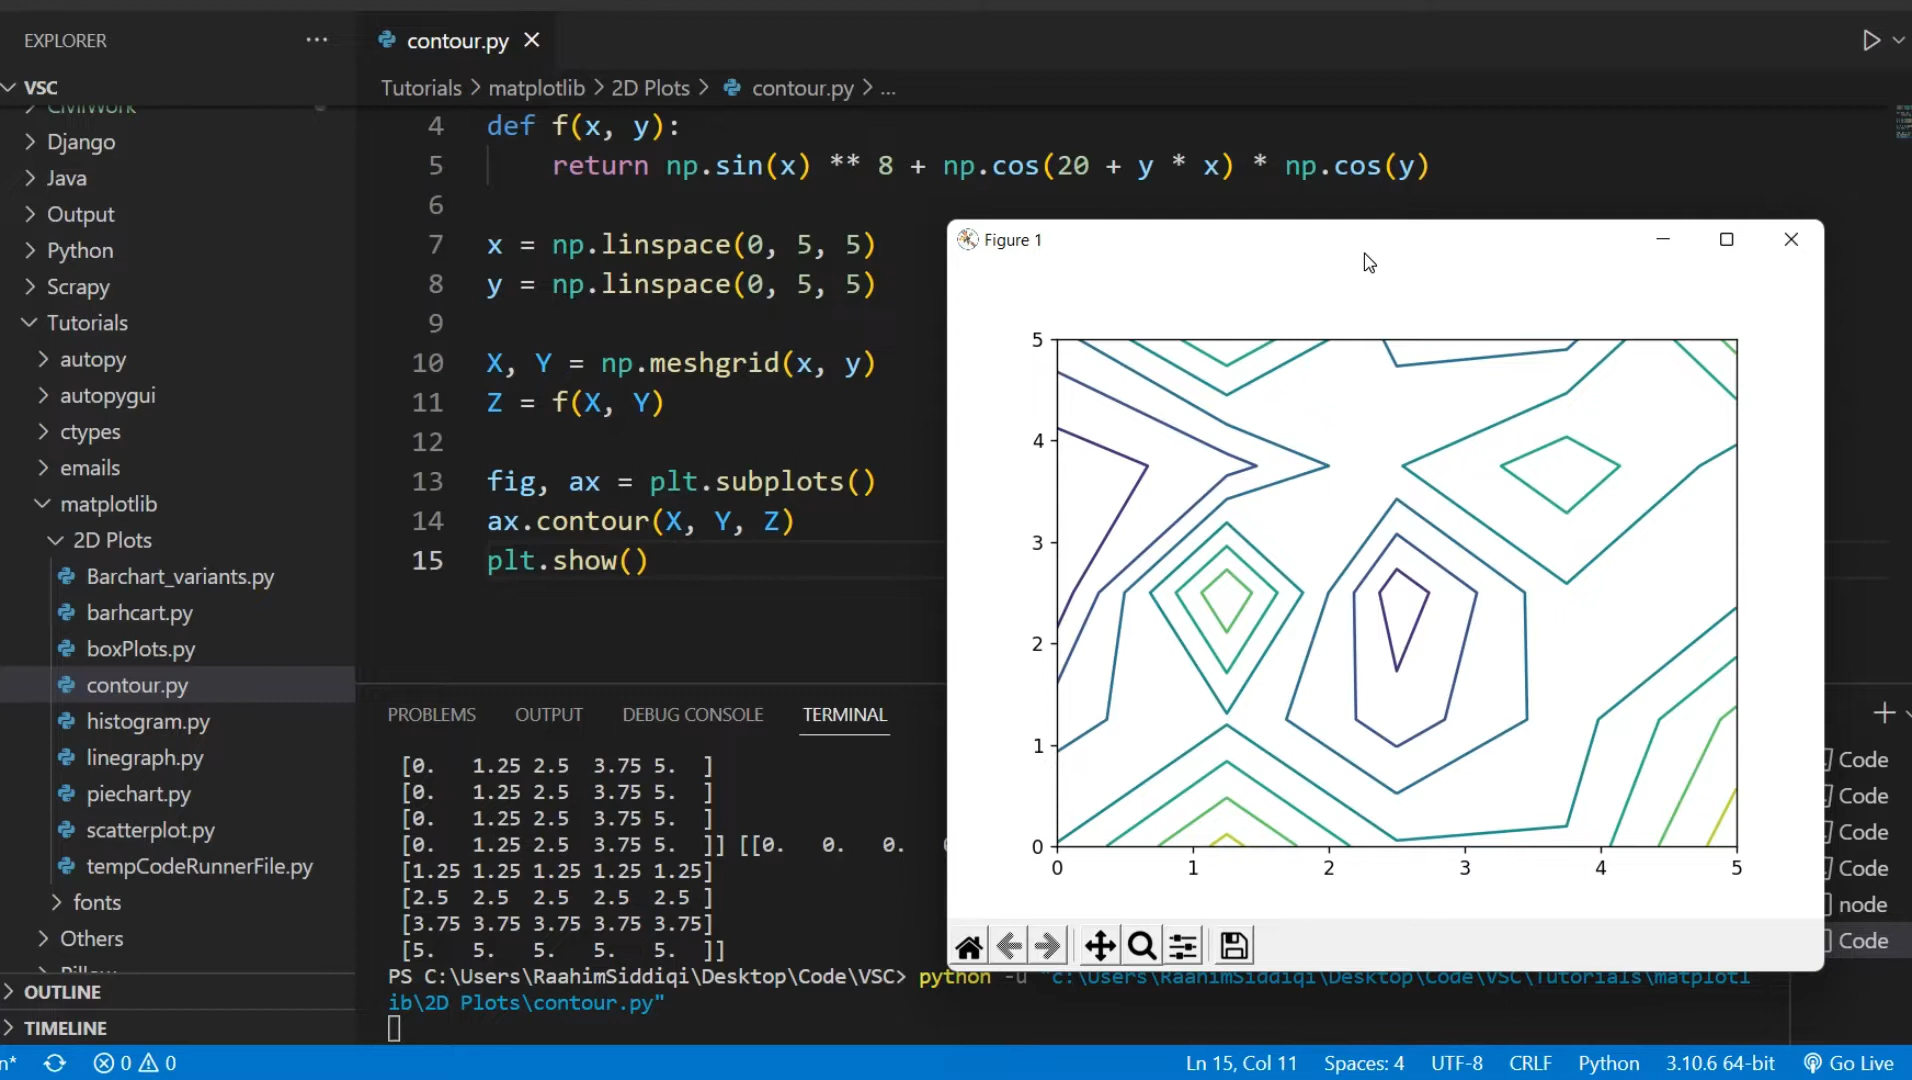 EXPLORER
···
VSC
CivilWork
Django
Java
Output
Python
Scrapy
Tutorials
autopy
autopygui
ctypes
emails
matplotlib
2D Plots
Barchart_variants.py
barhcart.py
boxPlots.py
contour.py
histogram.py
linegraph.py
piechart.py
scatterplot.py
tempCodeRunnerFile.py
fonts
Others
Pillow
OUTLINE
TIMELINE
contour.py
Tutorials > matplotlib > 2D Plots > contour.py > ...
4 def f(x, y):
5 return np.sin(x) ** 8 + np.cos(20 + y * x) * np.cos(y)
6
7 x = np.linspace(0, 5, 5)
8 y = np.linspace(0, 5, 5)
9
10 X, Y = np.meshgrid(x, y)
11 Z = f(X, Y)
12
13 fig, ax = plt.subplots()
14 ax.contour(X, Y, Z)
15 plt.show()
Figure 1
5
4
3
2
1
0
0 1 2 3 4 5
PROBLEMS OUTPUT DEBUG CONSOLE TERMINAL
[0. 1.25 2.5 3.75 5. ]
[0. 1.25 2.5 3.75 5. ]
[0. 1.25 2.5 3.75 5. ]
[0. 1.25 2.5 3.75 5. ]] [[0. 0. 0.
[1.25 1.25 1.25 1.25 1.25]
[2.5 2.5 2.5 2.5 2.5 ]
[3.75 3.75 3.75 3.75 3.75]
[5. 5. 5. 5. 5. ]]
PS C:\Users\RaahimSiddiqi\Desktop\Code\VSC> python -u "c:\Users\RaahimSiddiqi\Desktop\Code\VSC\Tutorials\matplotl
ib\2D Plots\contour.py"
Code
Code
Code
Code
node
Code
n* 0 0 Ln 15, Col 11 Spaces: 4 UTF-8 CRLF Python 3.10.6 64-bit Go Live